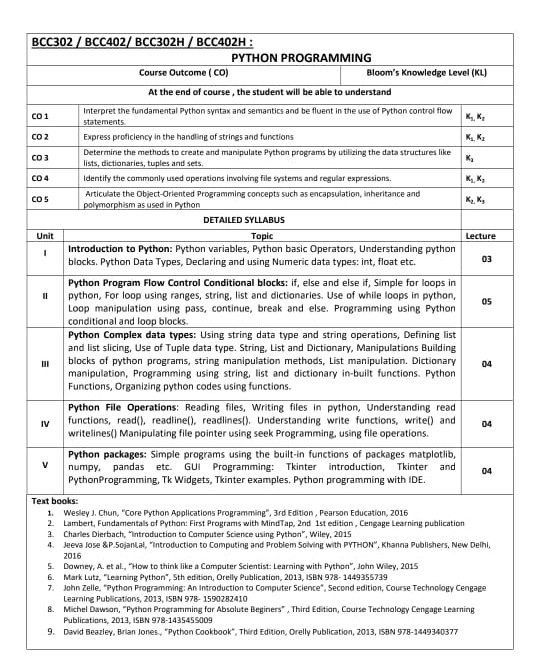 BCC302 / BCC402/ BCC302H / BCC402H :
PYTHON PROGRAMMING
Course Outcome ( CO) Bloom's Knowledge Level (KL)
At the end of course , the student will be able to understand
CO 1 Interpret the fundamental Python syntax and semantics and be fluent in the use of Python control flow
statements. K1, K2
CO 2 Express proficiency in the handling of strings and functions K1, K2
CO 3 Determine the methods to create and manipulate Python programs by utilizing the data structures like
lists, dictionaries, tuples and sets. K3
CO 4 Identify the commonly used operations involving file systems and regular expressions. K1, K2
CO 5 Articulate the Object-Oriented Programming concepts such as encapsulation, inheritance and
polymorphism as used in Python K2, K3
DETAILED SYLLABUS
Unit Topic Lecture
I Introduction to Python: Python variables, Python basic Operators, Understanding python
blocks. Python Data Types, Declaring and using Numeric data types: int, float etc. 03
Python Program Flow Control Conditional blocks: if, else and else if, Simple for loops in
II python, For loop using ranges, string, list and dictionaries. Use of while loops in python, 05
Loop manipulation using pass, continue, break and else. Programming using Python
conditional and loop blocks.
Python Complex data types: Using string data type and string operations, Defining list
and list slicing, Use of Tuple data type. String, List and Dictionary, Manipulations Building
III blocks of python programs, string manipulation methods, List manipulation. Dictionary 04
manipulation, Programming using string, list and dictionary in-built functions. Python
Functions, Organizing python codes using functions.
Python File Operations: Reading files, Writing files in python, Understanding read
IV functions, read(), readline(), readlines(). Understanding write functions, write() and 04
writelines() Manipulating file pointer using seek Programming, using file operations.
Python packages: Simple programs using the built-in functions of packages matplotlib,
V numpy, pandas etc. GUI Programming: Tkinter introduction, Tkinter and 04
PythonProgramming, Tk Widgets, Tkinter examples. Python programming with IDE.
Text books:
1. Wesley J. Chun, "Core Python Applications Programming", 3rd Edition , Pearson Education, 2016
2. Lambert, Fundamentals of Python: First Programs with MindTap, 2nd 1st edition , Cengage Learning publication
3. Charles Dierbach, "Introduction to Computer Science using Python", Wiley, 2015
4. Jeeva Jose &P.SojanLal, "Introduction to Computing and Problem Solving with PYTHON", Khanna Publishers, New Delhi,
2016
5. Downey, A. et al., "How to think like a Computer Scientist: Learning with Python", John Wiley, 2015
6. Mark Lutz, "Learning Python", 5th edition, Orelly Publication, 2013, ISBN 978- 1449355739
7. John Zelle, "Python Programming: An Introduction to Computer Science", Second edition, Course Technology Cengage
Learning Publications, 2013, ISBN 978- 1590282410
8. Michel Dawson, "Python Programming for Absolute Beginers" , Third Edition, Course Technology Cengage Learning
Publications, 2013, ISBN 978-1435455009
9. David Beazley, Brian Jones., "Python Cookbook", Third Edition, Orelly Publication, 2013, ISBN 978-1449340377